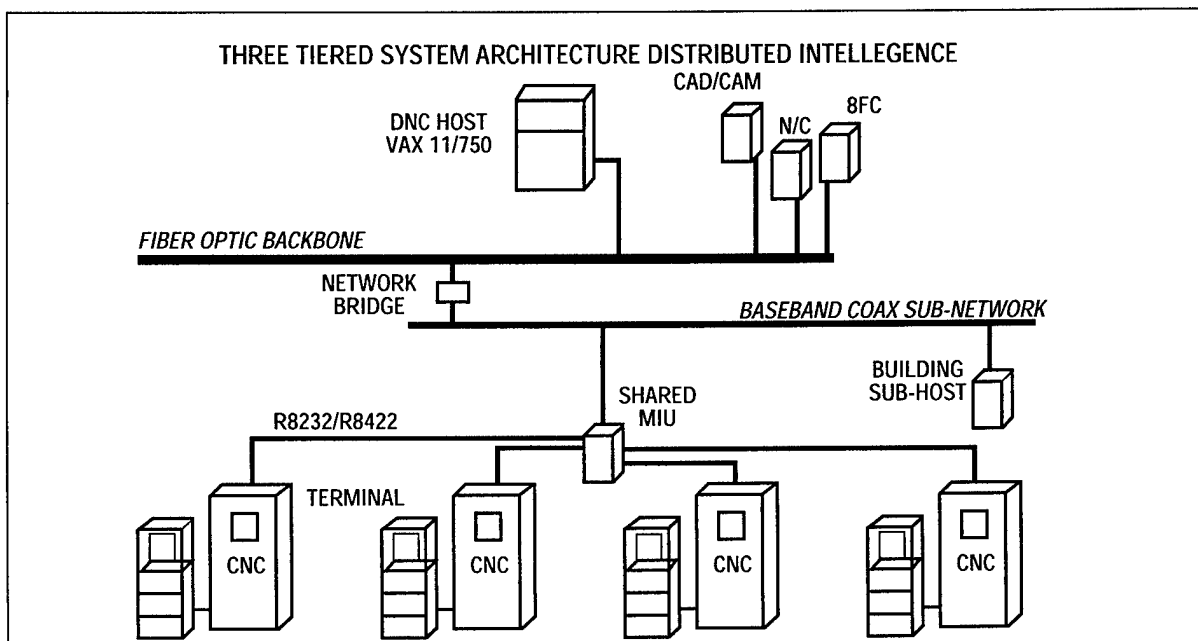 THREE TIERED SYSTEM ARCHITECTURE DISTRIBUTED INTELLEGENCE
CAD/CAM
8FC
N/C
DNC HOST
VAX 11/750
FIBER OPTIC BACKBONE
NETWORK
BRIDGE
BASEBAND COAX SUB-NETWORK
BUILDING
SUB-HOST
SHARED
MIU
R8232/R8422
TERMINAL
CNC
CNC
CNC
CNC